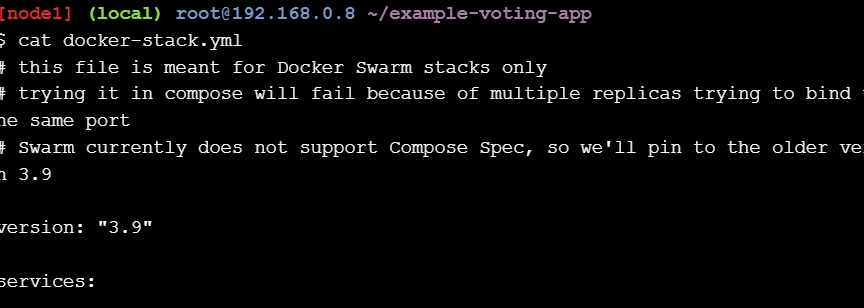 [node1] (local) root@192.168.0.8 ~/example-voting-app
$ cat docker-stack.yml
# this file is meant for Docker Swarm stacks only
# trying it in compose will fail because of multiple replicas trying to bind
he same port
# Swarm currently does not support Compose Spec, so we'll pin to the older ve
n 3.9
version: "3.9"
services: